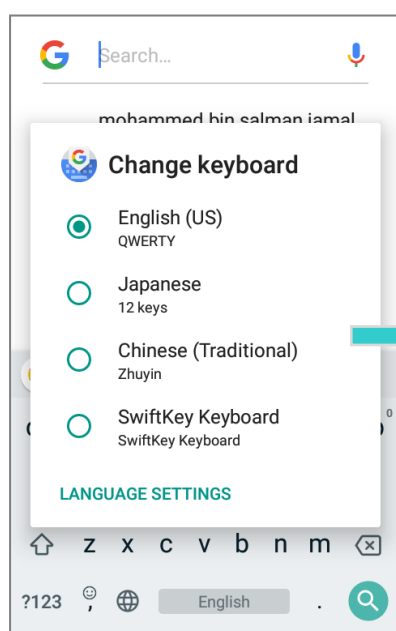 Search...
mohammed bin salman jamal
Change keyboard
English (US)
QWERTY
Japanese
12 keys
Chinese (Traditional)
Zhuyin
SwiftKey Keyboard
SwiftKey Keyboard
LANGUAGE SETTINGS
0
z x c v b n m
?123 , English .